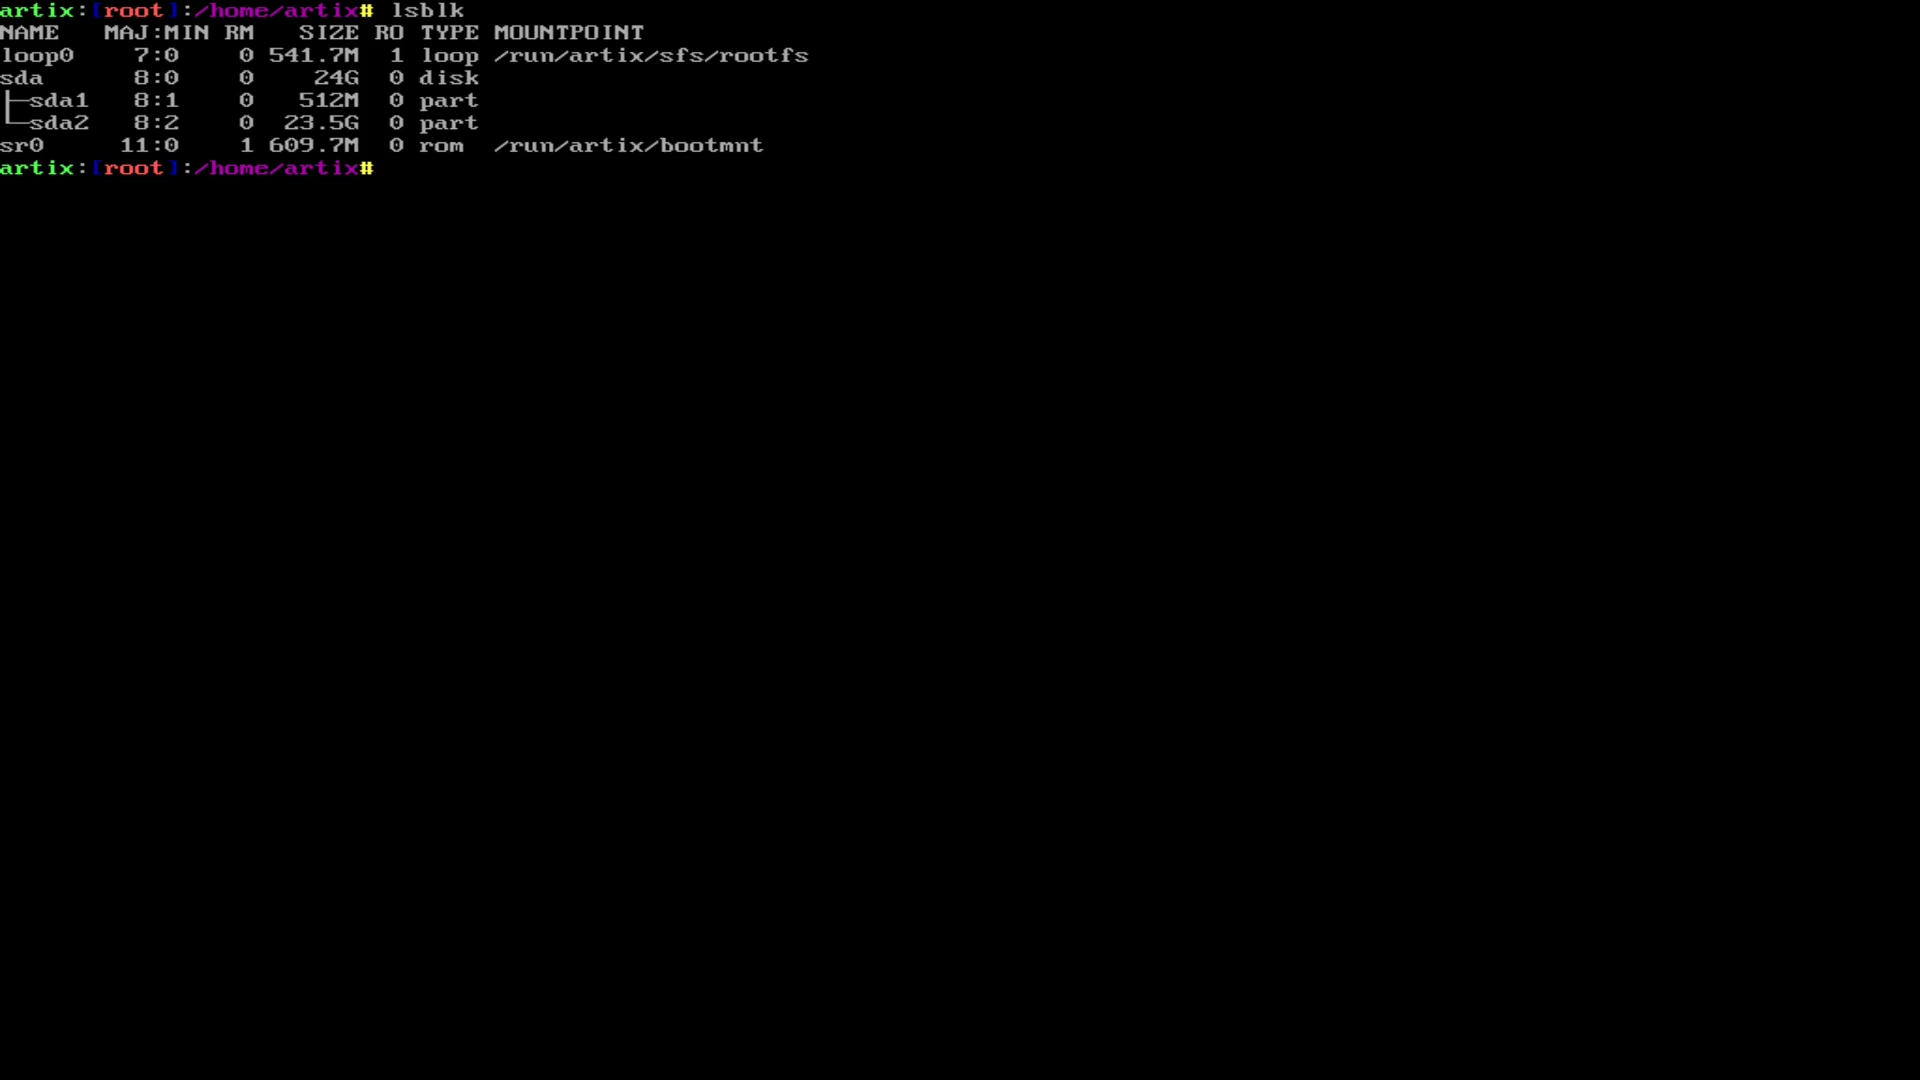 artix:[root]:/home/artix# lsblk
NAME   MAJ:MIN RM   SIZE RO TYPE MOUNTPOINT
loop0    7:0    0 541.7M  1 loop /run/artix/sfs/rootfs
sda      8:0    0    24G  0 disk
├─sda1   8:1    0   512M  0 part
└─sda2   8:2    0  23.5G  0 part
sr0     11:0    1 609.7M  0 rom  /run/artix/bootmnt
artix:[root]:/home/artix#